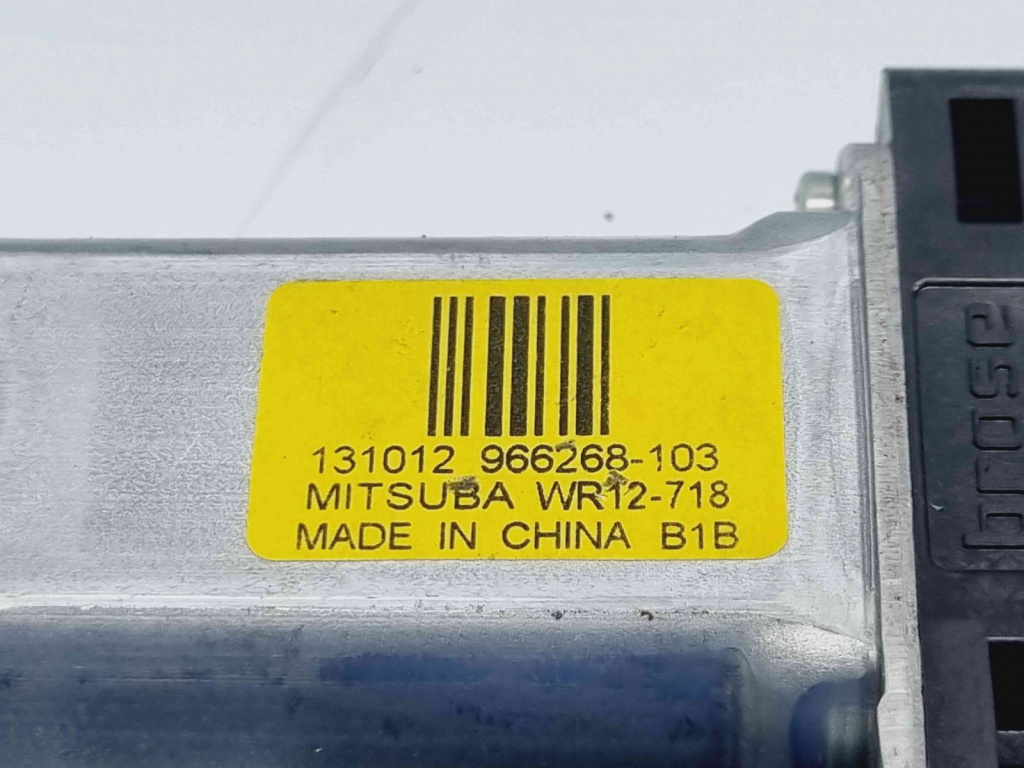 131012 966268-103
MITSUBA WR12-718
MADE IN CHINA B1B
brose